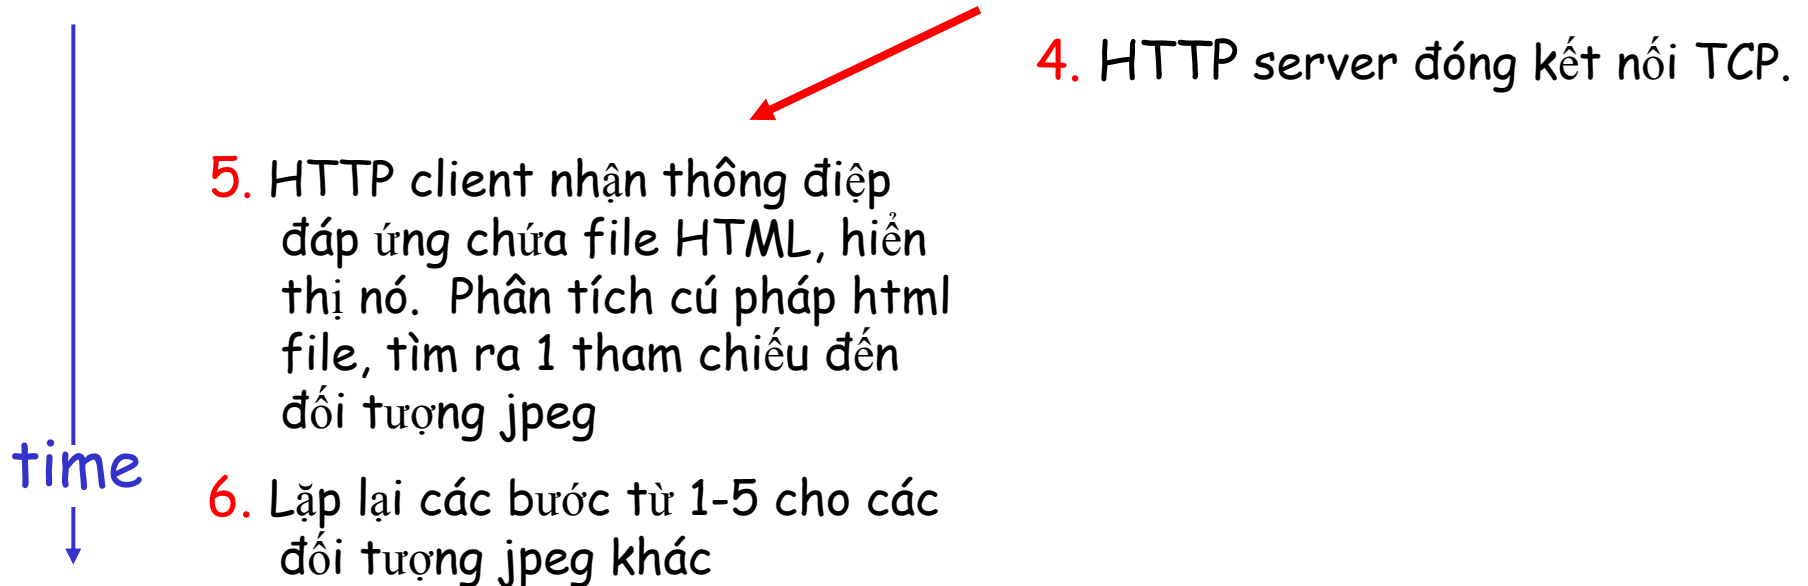 4. HTTP server đóng kết nối TCP.
5. HTTP client nhận thông điệp
đáp ứng chứa file HTML, hiển
thị nó. Phân tích cú pháp html
file, tìm ra 1 tham chiếu đến
đối tượng jpeg
time
6. Lặp lại các bước từ 1-5 cho các
đối tượng jpeg khác